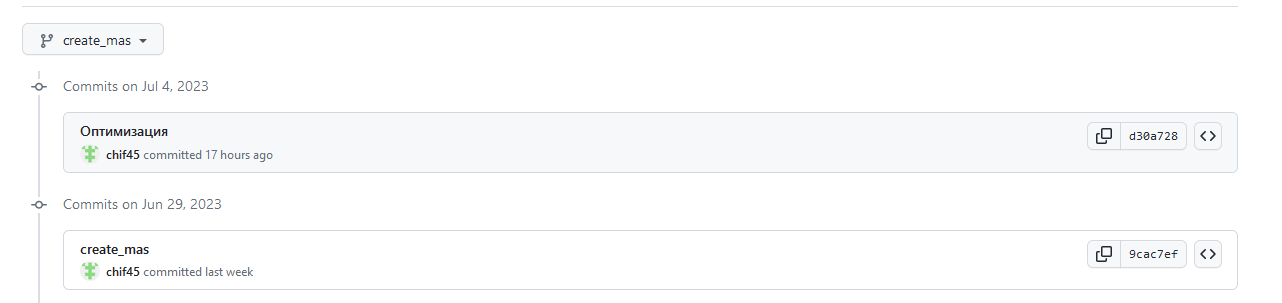 create_mas
Commits on Jul 4, 2023
Оптимизация
d30a728
chif45 committed 17 hours ago
Commits on Jun 29, 2023
create_mas
9cac7ef
chif45 committed last week